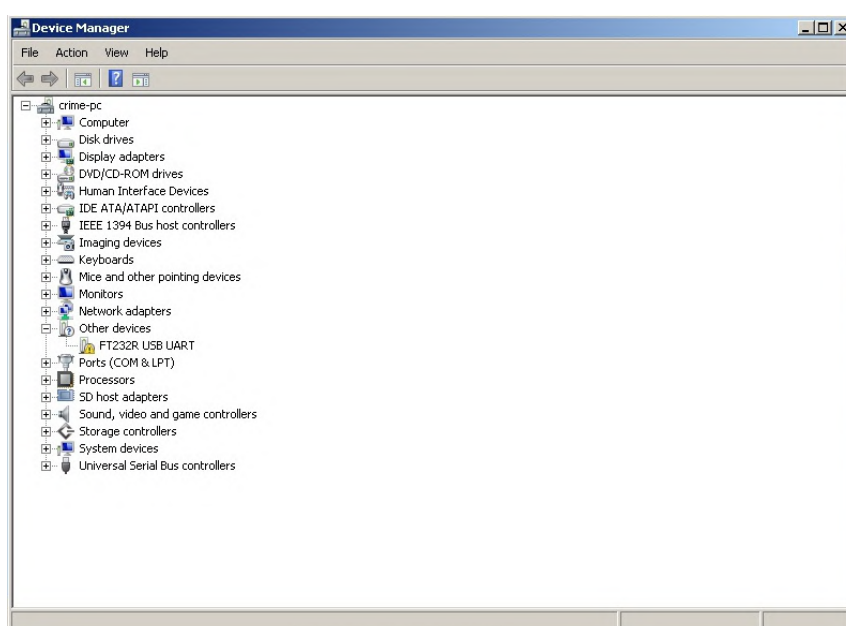 Device Manager
File Action View Help
crime-pc
Computer
Disk drives
Display adapters
DVD/CD-ROM drives
Human Interface Devices
IDE ATA/ATAPI controllers
IEEE 1394 Bus host controllers
Imaging devices
Keyboards
Mice and other pointing devices
Monitors
Network adapters
Other devices
FT232R USB UART
Ports (COM & LPT)
Processors
SD host adapters
Sound, video and game controllers
Storage controllers
System devices
Universal Serial Bus controllers